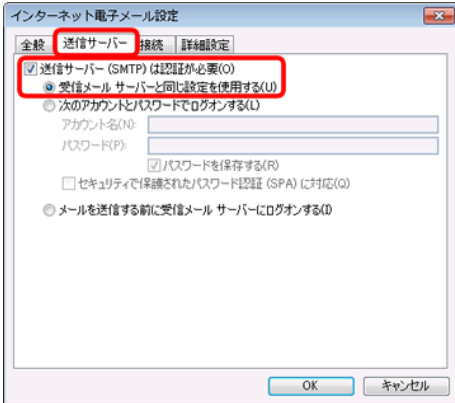 インターネット電子メール設定
全般 送信サーバー 接続 詳細設定
送信サーバー (SMTP) は認証が必要(O)
受信メール サーバーと同じ設定を使用する(U)
次のアカウントとパスワードでログオンする(L)
アカウント名(N):
パスワード(P):
パスワードを保存する(R)
セキュリティで保護されたパスワード認証 (SPA) に対応(Q)
メールを送信する前に受信メール サーバーにログオンする(I)
OK キャンセル